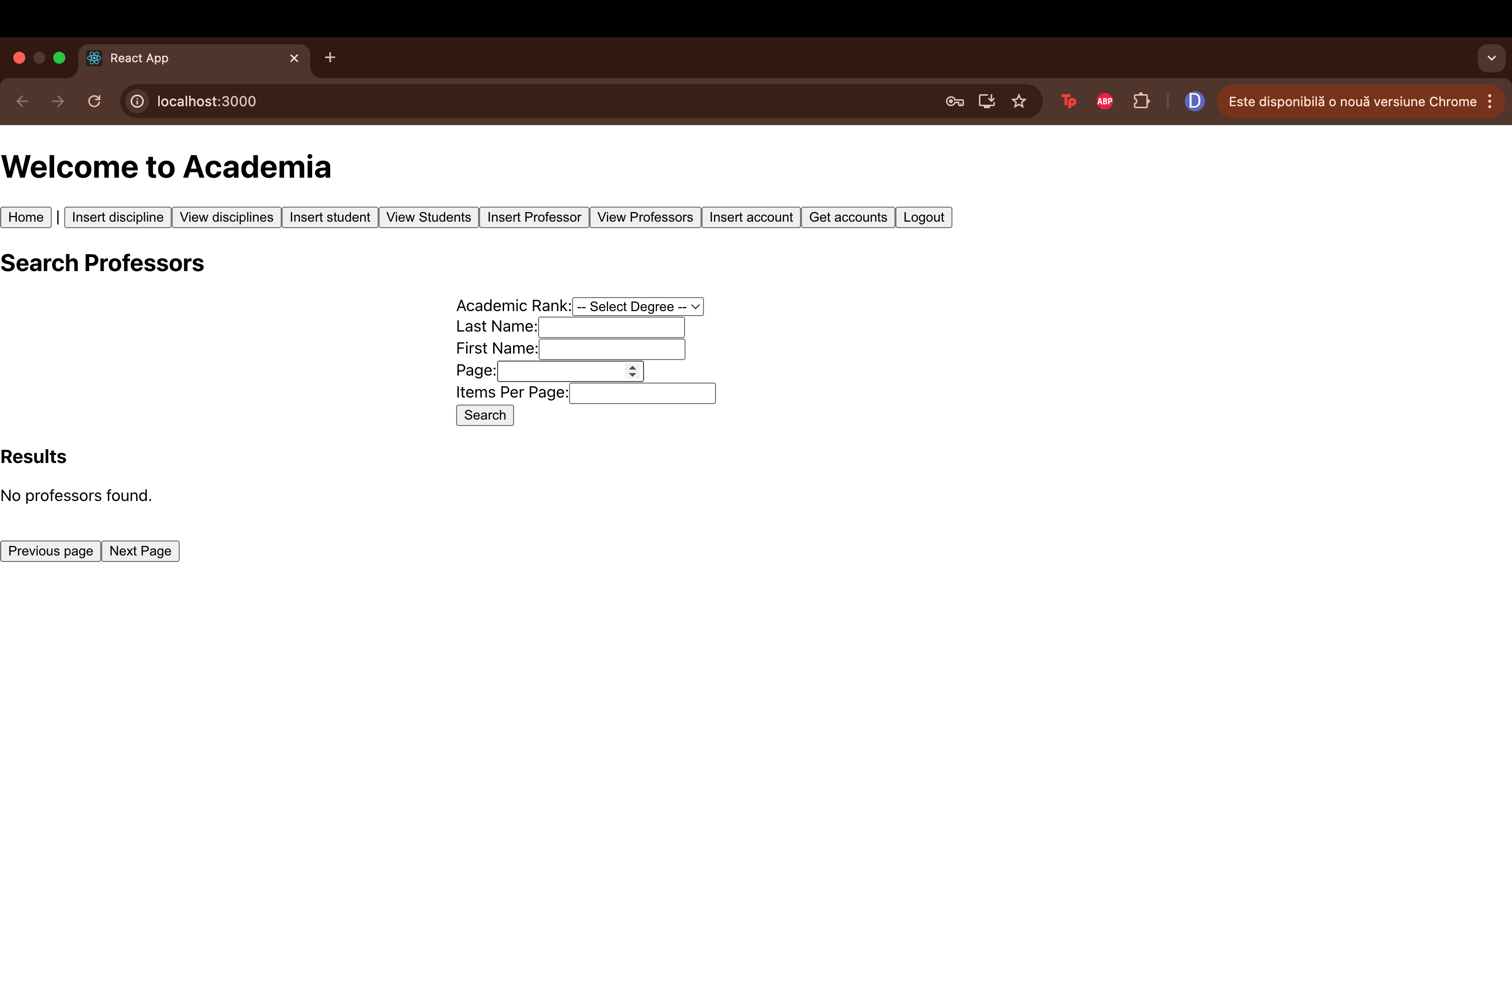 React App
localhost:3000
Tp
ABP
D
Este disponibilă o nouă versiune Chrome
Welcome to Academia
Home | Insert discipline View disciplines Insert student View Students Insert Professor View Professors Insert account Get accounts Logout
Search Professors
Academic Rank: -- Select Degree --
Last Name:
First Name:
Page:
Items Per Page:
Search
Results
No professors found.
Previous page Next Page